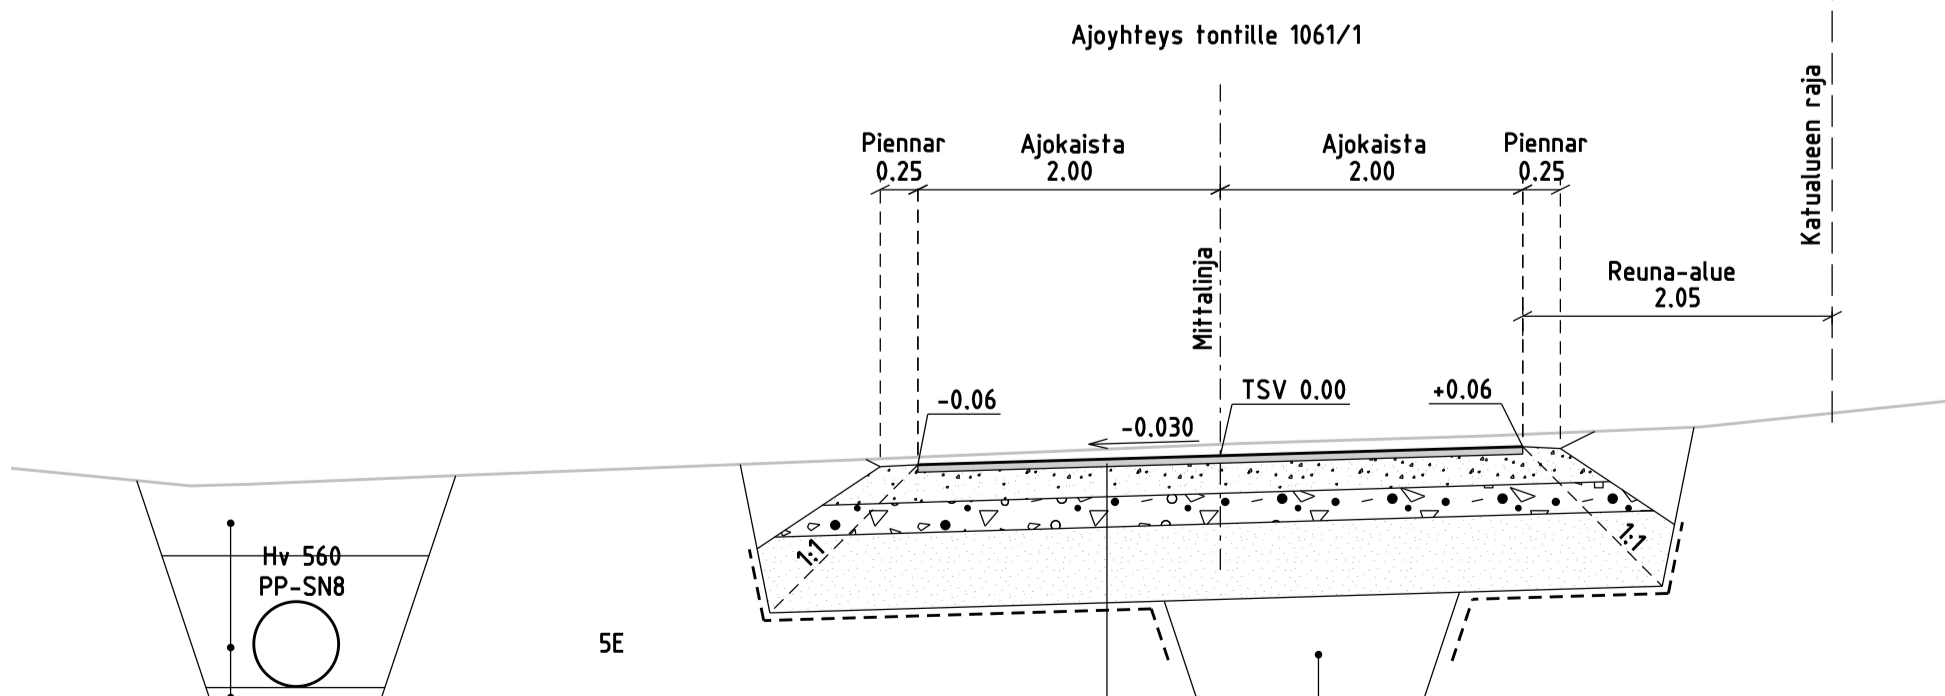 Ajoyhteys tontille 1061/1
Katualueen raja
Piennar
0.25
Ajokaista
2.00
Ajokaista
2.00
Piennar
0.25
Mittalinja
Reuna-alue
2.05
-0.06
-0.030
TSV 0.00
+0.06
1:1
1:1
Hv 560
PP-SN8
5E